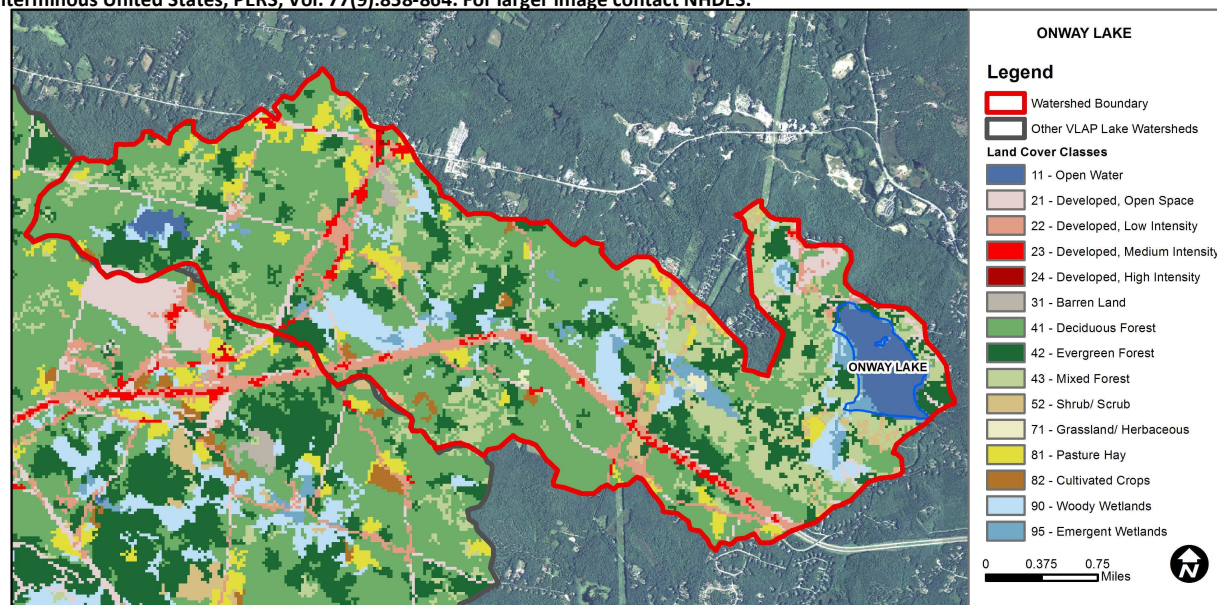 terminous United States, PERS, Vol. 77(9):858-864. For larger image contact NHDES.
ONWAY LAKE
Legend
Watershed Boundary
Other VLAP Lake Watersheds
Land Cover Classes
11 - Open Water
21 - Developed, Open Space
22 - Developed, Low Intensity
23 - Developed, Medium Intensity
24 - Developed, High Intensity
31 - Barren Land
41 - Deciduous Forest
42 - Evergreen Forest
43 - Mixed Forest
52 - Shrub/ Scrub
71 - Grassland/ Herbaceous
81 - Pasture Hay
82 - Cultivated Crops
90 - Woody Wetlands
95 - Emergent Wetlands
0 0.375 0.75
Miles
N
ONWAY LAKE